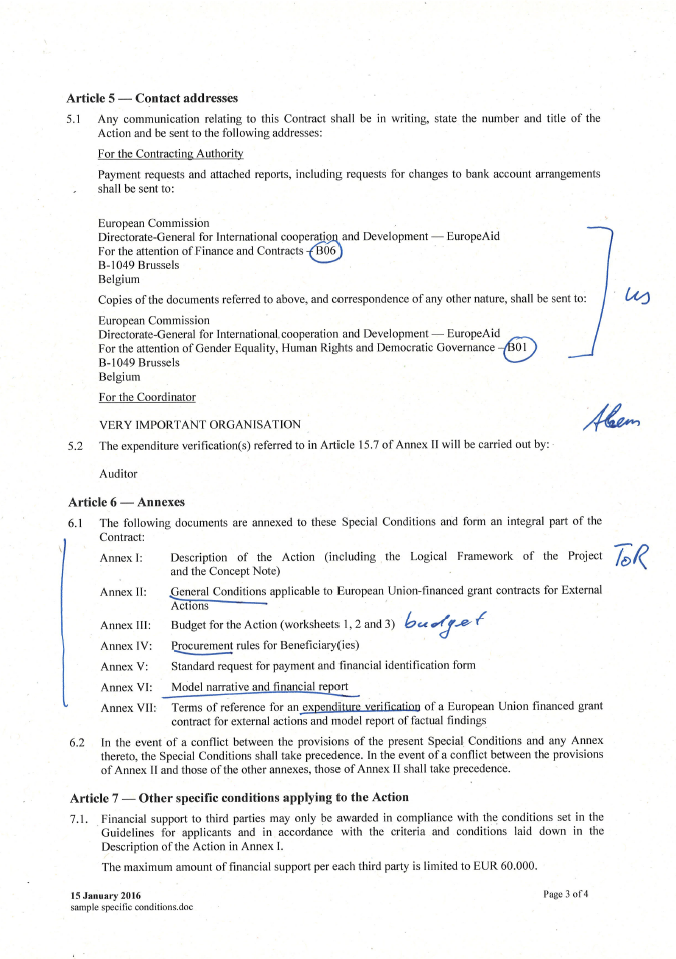 Article 5 — Contact addresses
5.1 Any communication relating to this Contract shall be in writing, state the number and title of the
Action and be sent to the following addresses:
For the Contracting Authority
Payment requests and attached reports, including requests for changes to bank account arrangements
shall be sent to:
European Commission
Directorate-General for International cooperation and Development — EuropeAid
For the attention of Finance and Contracts - B06
B-1049 Brussels
Belgium
Copies of the documents referred to above, and correspondence of any other nature, shall be sent to:
us
European Commission
Directorate-General for International cooperation and Development — EuropeAid
For the attention of Gender Equality, Human Rights and Democratic Governance - B01
B-1049 Brussels
Belgium
For the Coordinator
VERY IMPORTANT ORGANISATION
5.2 The expenditure verification(s) referred to in Article 15.7 of Annex II will be carried out by:
Auditor
Article 6 — Annexes
6.1 The following documents are annexed to these Special Conditions and form an integral part of the
Contract:
Annex I: Description of the Action (including the Logical Framework of the Project ToR
and the Concept Note)
Annex II: General Conditions applicable to European Union-financed grant contracts for External
Actions
Annex III: Budget for the Action (worksheets 1, 2 and 3) budget
Annex IV: Procurement rules for Beneficiary(ies)
Annex V: Standard request for payment and financial identification form
Annex VI: Model narrative and financial report
Annex VII: Terms of reference for an expenditure verification of a European Union financed grant
contract for external actions and model report of factual findings
6.2 In the event of a conflict between the provisions of the present Special Conditions and any Annex
thereto, the Special Conditions shall take precedence. In the event of a conflict between the provisions
of Annex II and those of the other annexes, those of Annex II shall take precedence.
Article 7 — Other specific conditions applying to the Action
7.1. Financial support to third parties may only be awarded in compliance with the conditions set in the
Guidelines for applicants and in accordance with the criteria and conditions laid down in the
Description of the Action in Annex I.
The maximum amount of financial support per each third party is limited to EUR 60.000.
15 January 2016 Page 3 of 4
sample specific conditions.doc